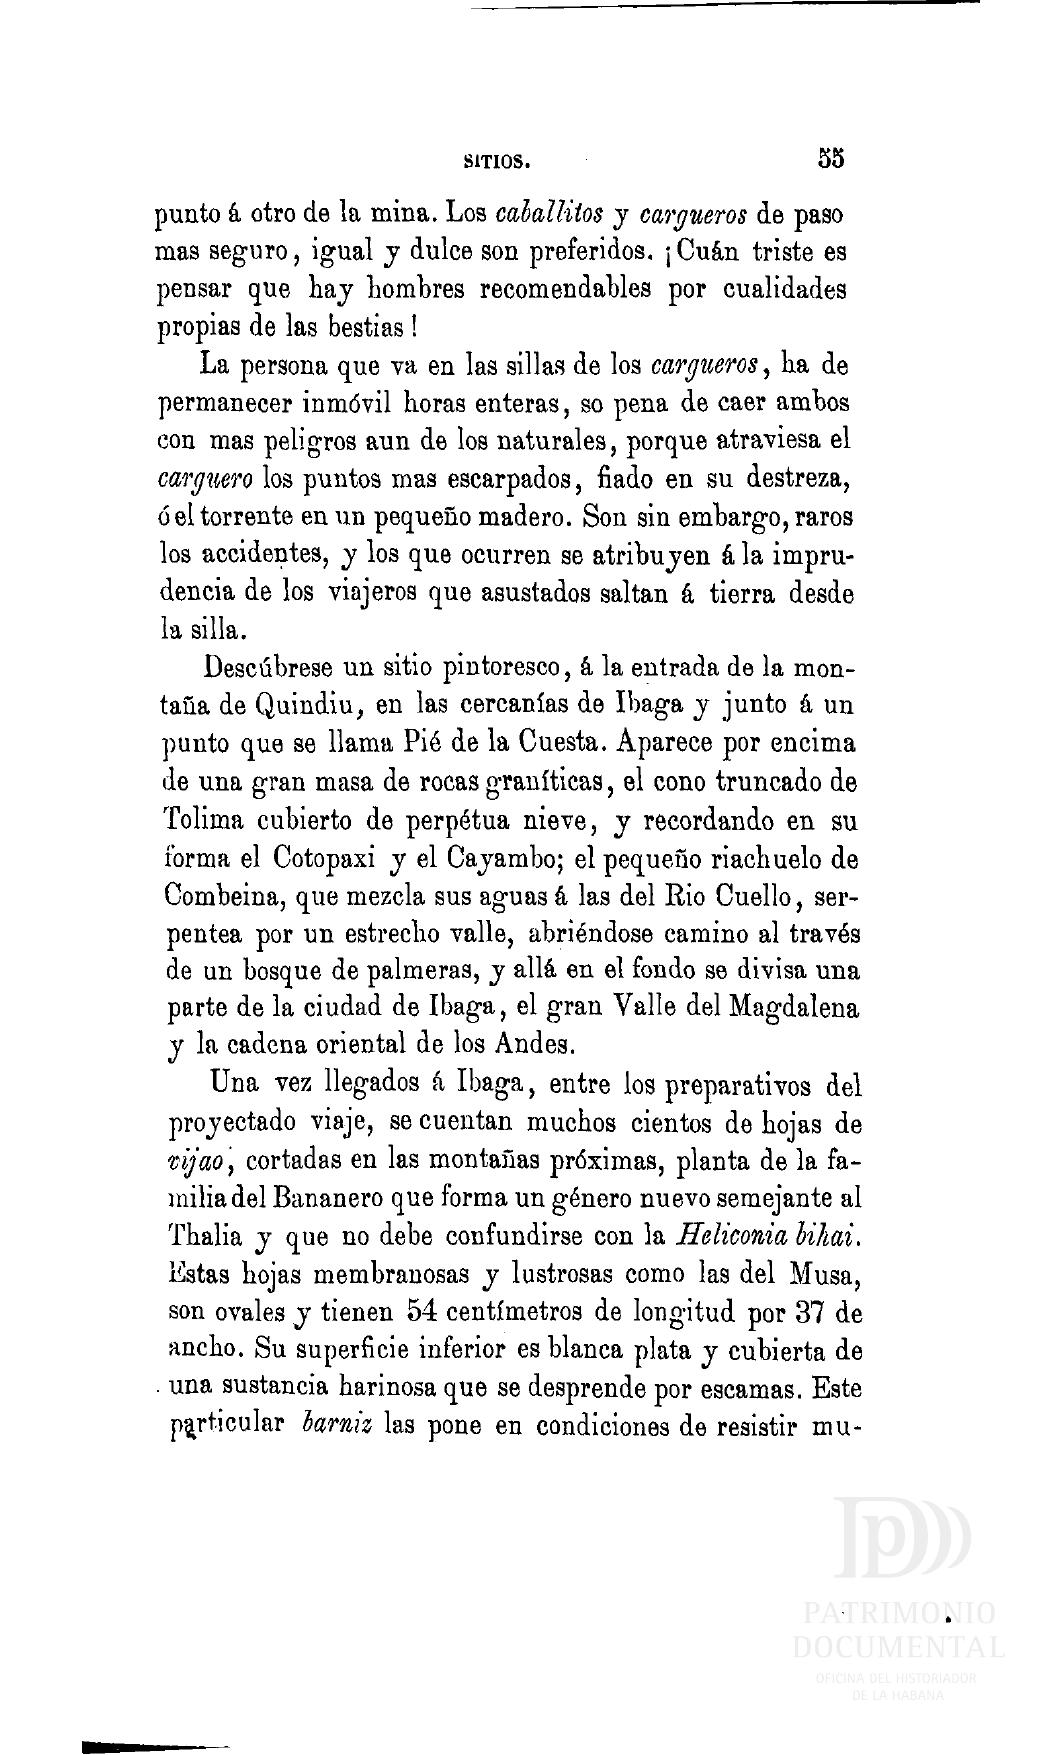 SITIOS. 55
punto á otro de la mina. Los caballitos y cargueros de paso
mas seguro, igual y dulce son preferidos. ¡Cuán triste es
pensar que hay hombres recomendables por cualidades
propias de las bestias!
La persona que va en las sillas de los cargueros, ha de
permanecer inmóvil horas enteras, so pena de caer ambos
con mas peligros aun de los naturales, porque atraviesa el
carguero los puntos mas escarpados, fiado en su destreza,
ó el torrente en un pequeño madero. Son sin embargo, raros
los accidentes, y los que ocurren se atribuyen á la impru-
dencia de los viajeros que asustados saltan á tierra desde
la silla.
Descúbrese un sitio pintoresco, á la entrada de la mon-
taña de Quindiu, en las cercanías de Ibaga y junto á un
punto que se llama Pié de la Cuesta. Aparece por encima
de una gran masa de rocas graníticas, el cono truncado de
Tolima cubierto de perpétua nieve, y recordando en su
forma el Cotopaxi y el Cayambo; el pequeño riachuelo de
Combeina, que mezcla sus aguas á las del Rio Cuello, ser-
pentea por un estrecho valle, abriéndose camino al través
de un bosque de palmeras, y allá en el fondo se divisa una
parte de la ciudad de Ibaga, el gran Valle del Magdalena
y la cadena oriental de los Andes.
Una vez llegados á Ibaga, entre los preparativos del
proyectado viaje, se cuentan muchos cientos de hojas de
vijao, cortadas en las montañas próximas, planta de la fa-
milia del Bananero que forma un género nuevo semejante al
Thalia y que no debe confundirse con la Heliconia bihai.
Estas hojas membranosas y lustrosas como las del Musa,
son ovales y tienen 54 centímetros de longitud por 37 de
ancho. Su superficie inferior es blanca plata y cubierta de
una sustancia harinosa que se desprende por escamas. Este
particular barniz las pone en condiciones de resistir mu-
PATRIMONIO
DOCUMENTAL
OFICINA DEL HISTORIADOR
DE LA HABANA